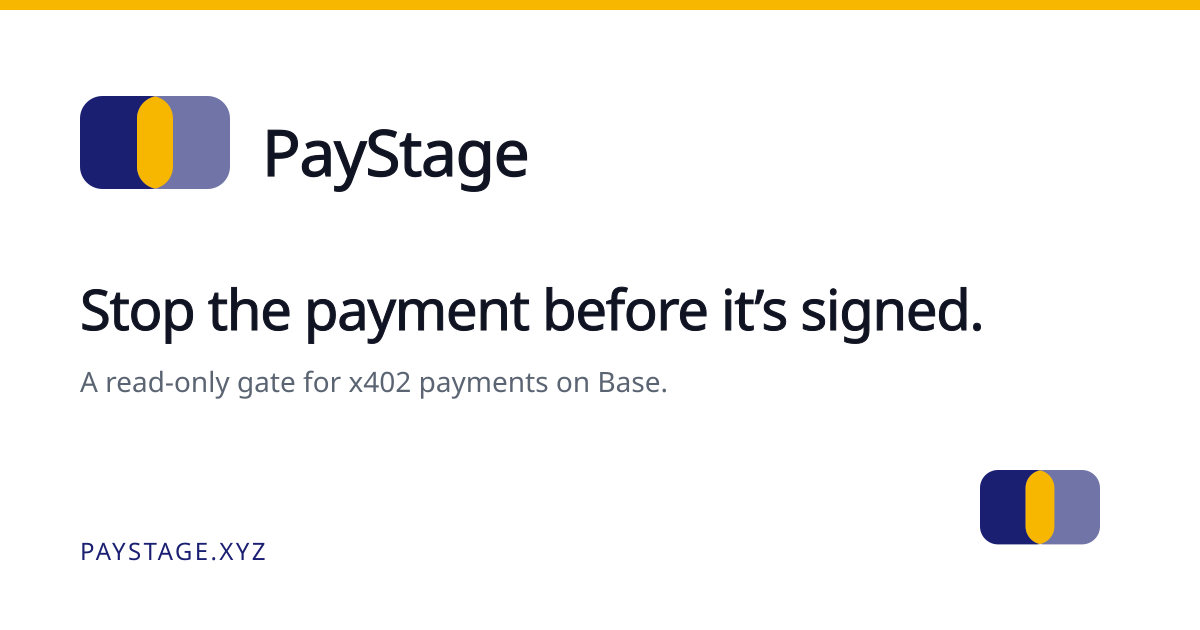 PayStage
Stop the payment before it’s signed.
A read-only gate for x402 payments on Base.
PAYSTAGE.XYZ